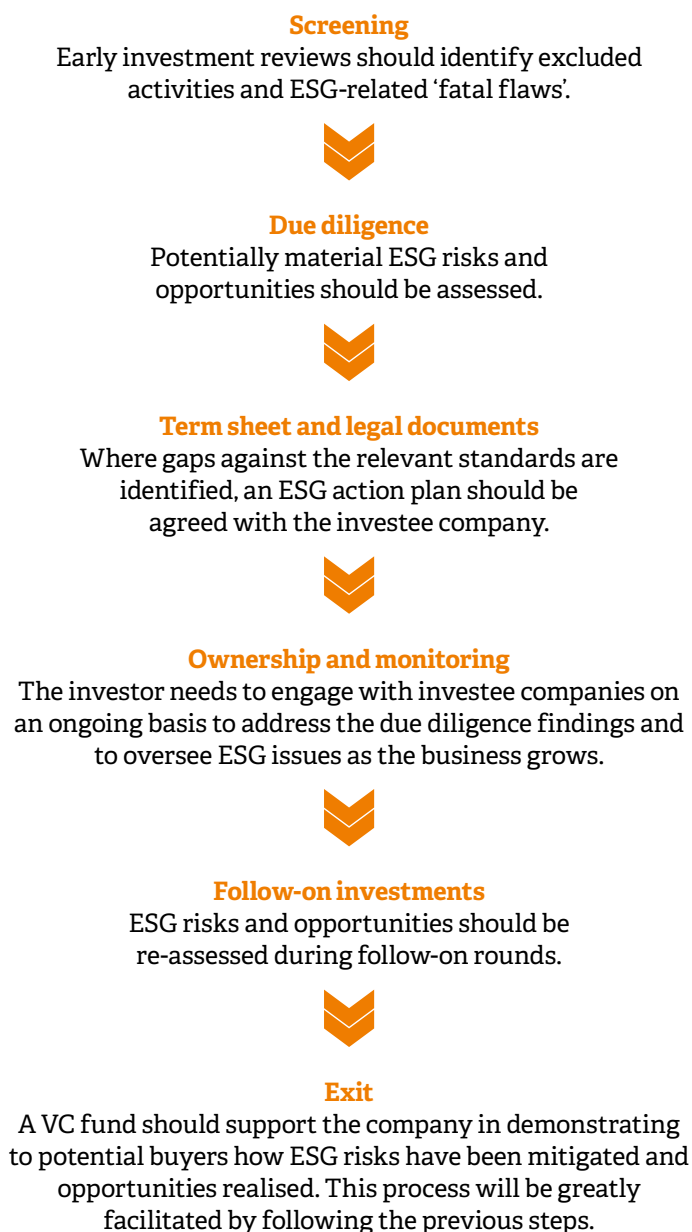 Screening
Early investment reviews should identify excluded
activities and ESG-related ‘fatal flaws’.
Due diligence
Potentially material ESG risks and
opportunities should be assessed.
Term sheet and legal documents
Where gaps against the relevant standards are
identified, an ESG action plan should be
agreed with the investee company.
Ownership and monitoring
The investor needs to engage with investee companies on
an ongoing basis to address the due diligence findings and
to oversee ESG issues as the business grows.
Follow-on investments
ESG risks and opportunities should be
re-assessed during follow-on rounds.
Exit
A VC fund should support the company in demonstrating
to potential buyers how ESG risks have been mitigated and
opportunities realised. This process will be greatly
facilitated by following the previous steps.